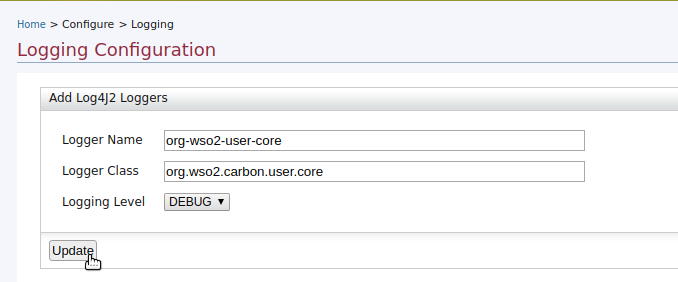 Home > Configure > Logging
Logging Configuration
Add Log4J2 Loggers
Logger Name org-wso2-user-core
Logger Class org.wso2.carbon.user.core
Logging Level DEBUG
Update